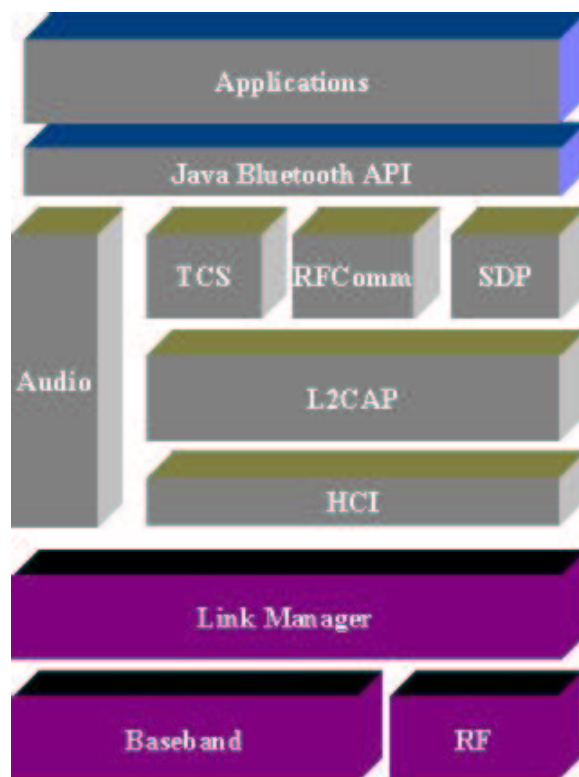 Applications
Java Bluetooth API
TCS
RFComm
SDP
Audio
L2CAP
HCI
Link Manager
Baseband
RF